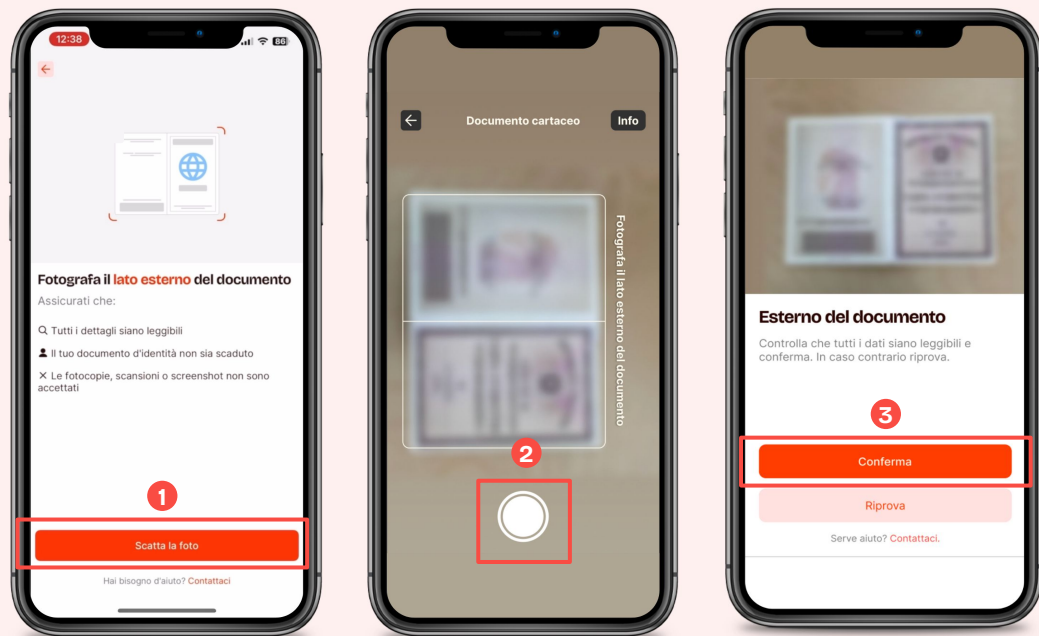 12:38
86
Fotografa il lato esterno del documento
Assicurati che:
Tutti i dettagli siano leggibili
Il tuo documento d'identità non sia scaduto
Le fotocopie, scansioni o screenshot non sono
accettati
1
Scatta la foto
Hai bisogno d'aiuto? Contattaci
Documento cartaceo
Info
Fotografa il lato esterno del documento
2
Esterno del documento
Controlla che tutti i dati siano leggibili e
conferma. In caso contrario riprova.
3
Conferma
Riprova
Serve aiuto? Contattaci.